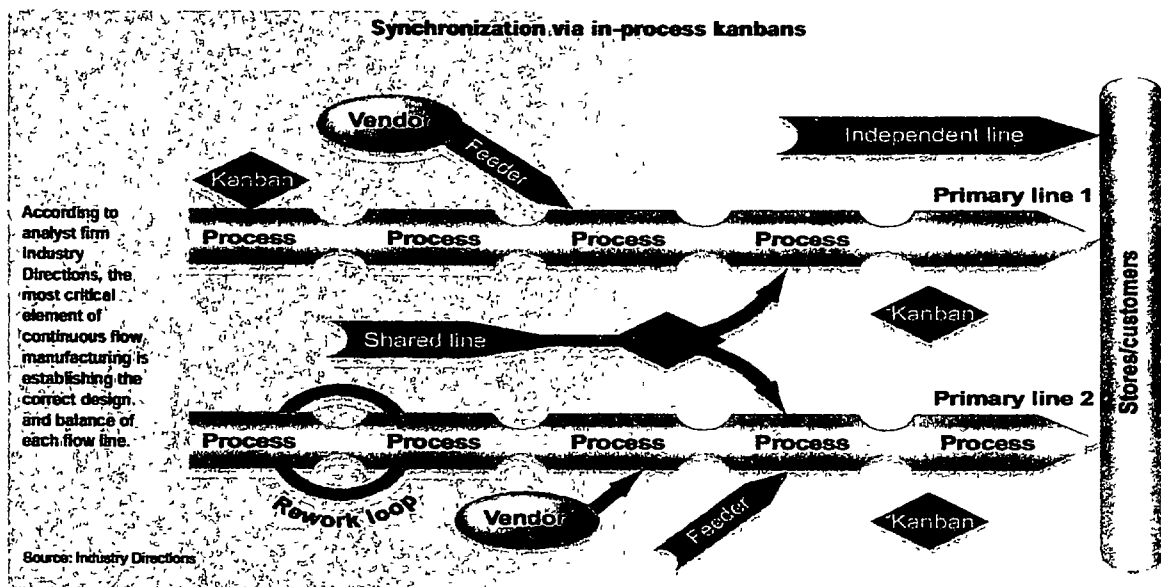 Synchronization via in-process kanbans
Vendor
Feeder
Independent line
Kanban
Primary line 1
According to
analyst firm
Industry
Directions, the
most critical
element of
continuous flow
manufacturing is
establishing the
correct design
and balance of
each flow line.
Process Process Process Process
Kanban
Shared line
Stores/customers
Primary line 2
Process Process Process Process Process
Rework loop
Vendor
Feeder
Kanban
Source: Industry Directions